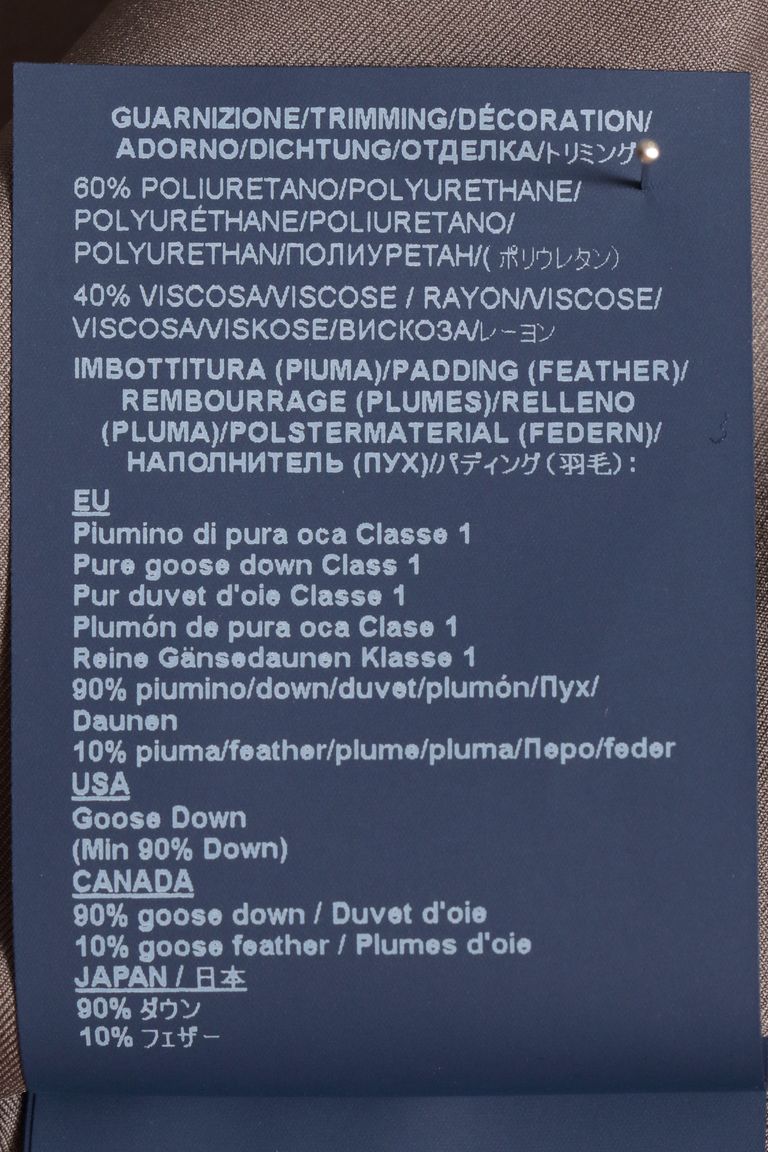 GUARNIZIONE/TRIMMING/DÉCORATION/
ADORNO/DICHTUNG/ОТДЕЛКА/トリミング
60% POLIURETANO/POLYURETHANE/
POLYURÉTHANE/POLIURETANO/
POLYURETHAN/ПОЛИУРЕТАН/(ポリウレタン)
40% VISCOSA/VISCOSE / RAYON/VISCOSE/
VISCOSA/VISKOSE/ВИСКОЗА/レーヨン
IMBOTTITURA (PIUMA)/PADDING (FEATHER)/
REMBOURRAGE (PLUMES)/RELLENO
(PLUMA)/POLSTERMATERIAL (FEDERN)/
НАПОЛНИТЕЛЬ (ПУХ)/パディング(羽毛):
EU
Piumino di pura oca Classe 1
Pure goose down Class 1
Pur duvet d'oie Classe 1
Plumón de pura oca Clase 1
Reine Gänsedaunen Klasse 1
90% piumino/down/duvet/plumón/Пух/
Daunen
10% piuma/feather/plume/pluma/Перо/feder
USA
Goose Down
(Min 90% Down)
CANADA
90% goose down / Duvet d'oie
10% goose feather / Plumes d'oie
JAPAN / 日本
90% ダウン
10% フェザー